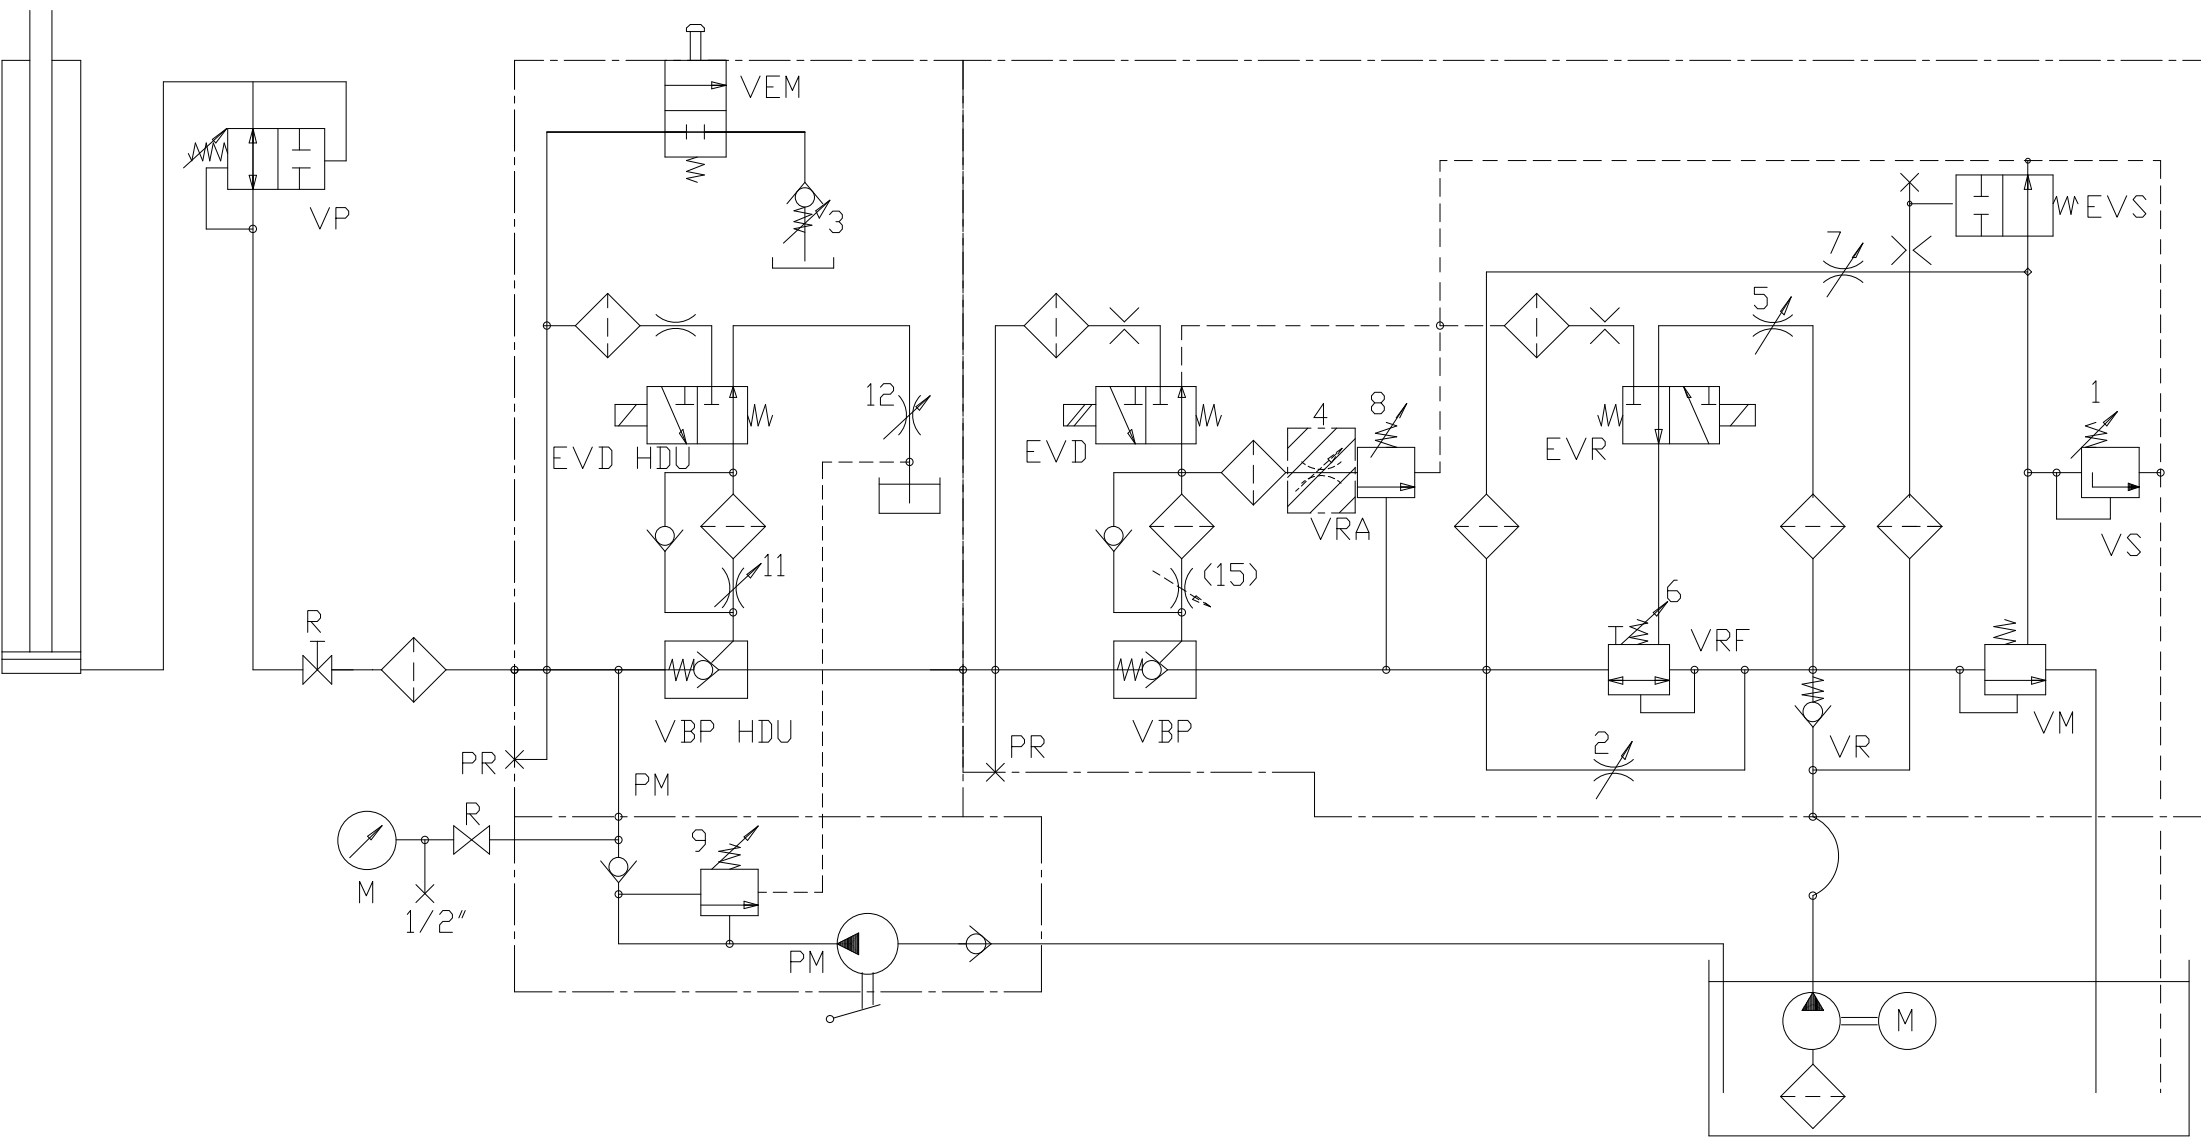 VEM
VP
3
EVS
7
5
12
8
4
1
EVD HDU
EVD
EVR
VRA
VS
11
(15)
6
R
VRF
VBP HDU
VBP
2
VM
PR
PR
VR
PM
R
9
M
1/2"
PM
M